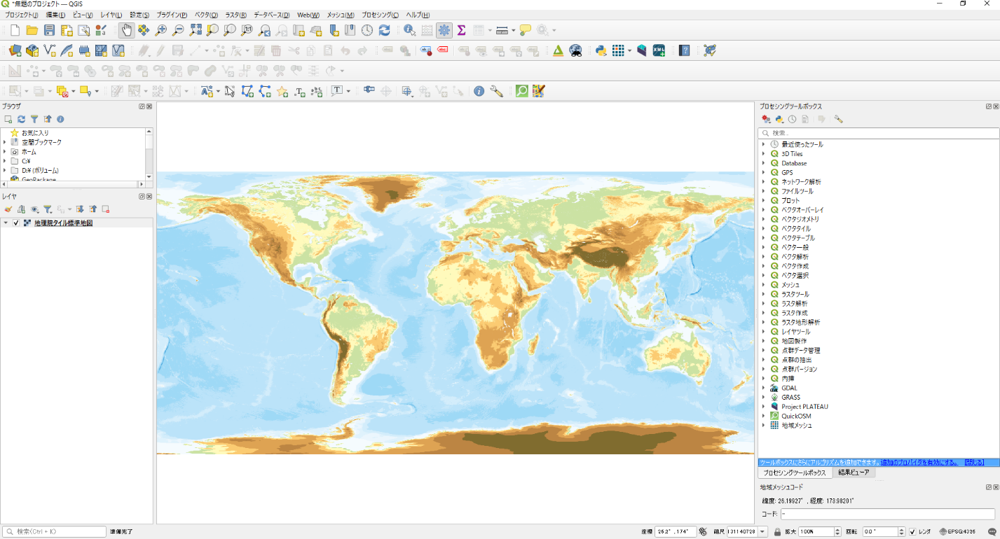 *無題のプロジェクト — QGIS
プロジェクト(J) 編集(E) ビュー(V) レイヤ(L) 設定(S) プラグイン(P) ベクタ(O) ラスタ(R) データベース(D) Web(W) メッシュ(M) プロセシング(C) ヘルプ(H)
ブラウザ
お気に入り
空間ブックマーク
ホーム
C:¥
D:¥ (ボリューム)
GeoPackage
レイヤ
地理院タイル標準地図
プロセシングツールボックス
検索…
最近使ったツール
3D Tiles
Database
GPS
ネットワーク解析
ファイルツール
プロット
ベクタオーバーレイ
ベクタジオメトリ
ベクタタイル
ベクタテーブル
ベクタ一般
ベクタ解析
ベクタ作成
ベクタ選択
メッシュ
ラスタツール
ラスタ解析
ラスタ作成
ラスタ地形解析
レイヤツール
地図製作
点群データ管理
点群の抽出
点群バージョン
内挿
GDAL
GRASS
Project PLATEAU
QuickOSM
地域メッシュ
ツールボックスにさらにアルゴリズムを追加できます。追加のプロバイダを有効にする。 [閉じる]
プロセシングツールボックス 結果ビューア
地域メッシュコード
緯度: 26.19927° , 経度: 173.98201°
コード: -
検索(Ctrl + K) 準備完了 座標 26.2° , 174° 縮尺 131140728 拡大 100% 回転 0.0 ° レンダ EPSG:4326